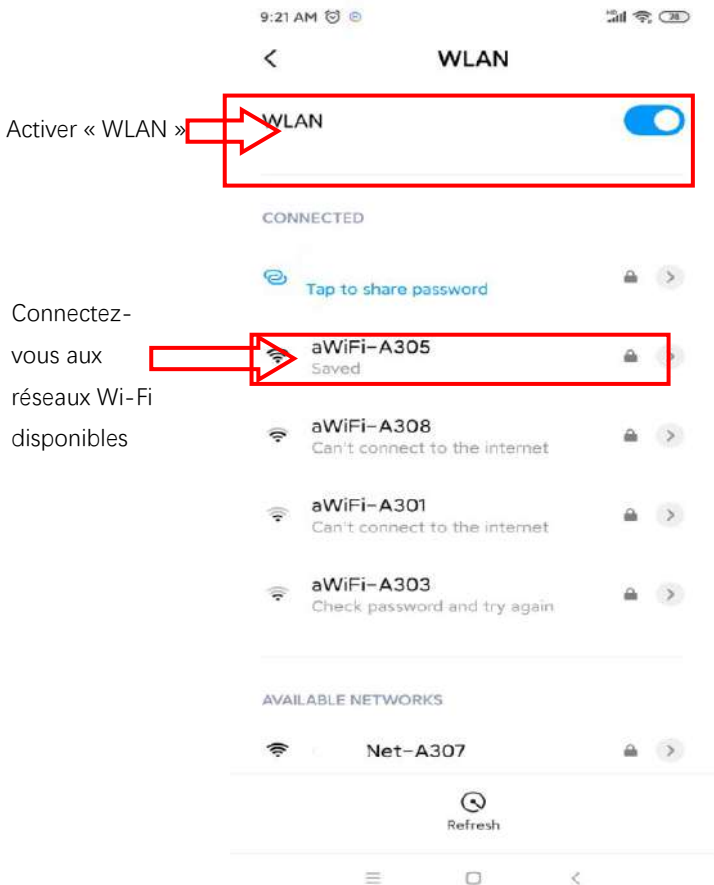 9:21 AM
28
WLAN
Activer « WLAN »
WLAN
CONNECTED
Tap to share password
Connectez-
vous aux
réseaux Wi-Fi
disponibles
aWiFi-A305
Saved
aWiFi-A308
Can't connect to the internet
aWiFi-A301
Can't connect to the internet
aWiFi-A303
Check password and try again
AVAILABLE NETWORKS
Net-A307
Refresh